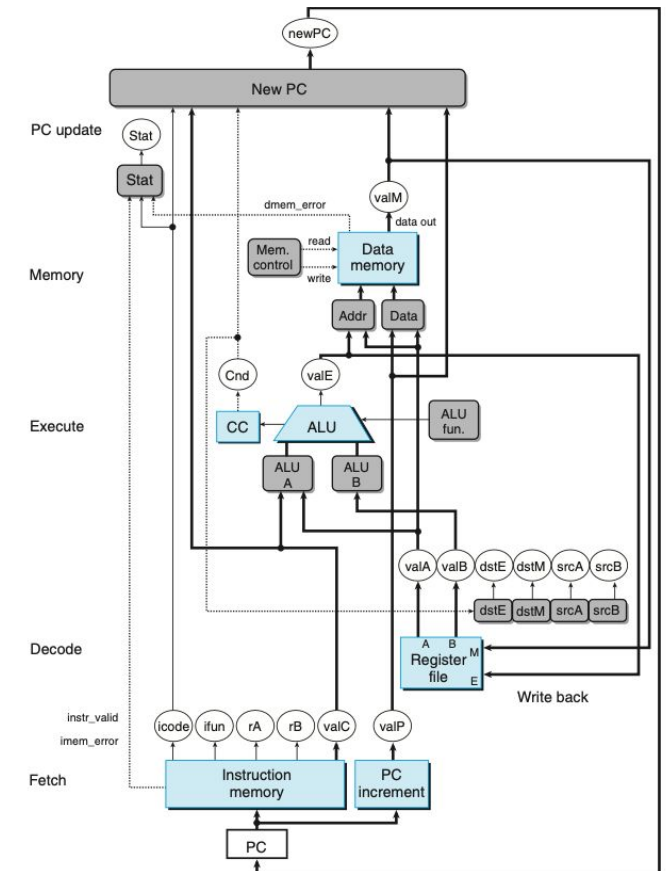 newPC
New PC
PC update
Stat
Stat
valM
dmem_error
data out
Mem.
control
read
write
Data
memory
Memory
Addr
Data
Cnd
valE
Execute
CC
ALU
ALU
fun.
ALU
A
ALU
B
valA
valB
dstE
dstM
srcA
srcB
dstE
dstM
srcA
srcB
Decode
A
B
M
Register
file
E
Write back
instr_valid
imem_error
icode
ifun
rA
rB
valC
valP
Fetch
Instruction
memory
PC
increment
PC